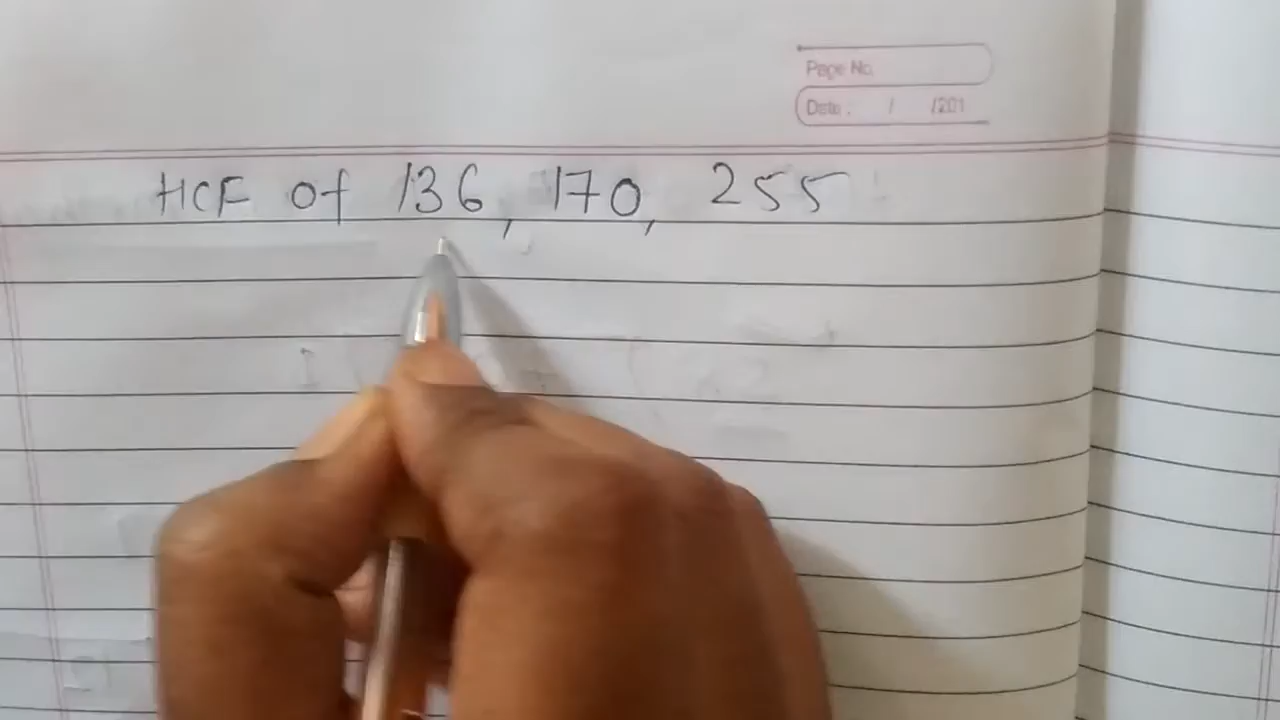 Page No.
Date : / /201
HCF of 136, 170, 255